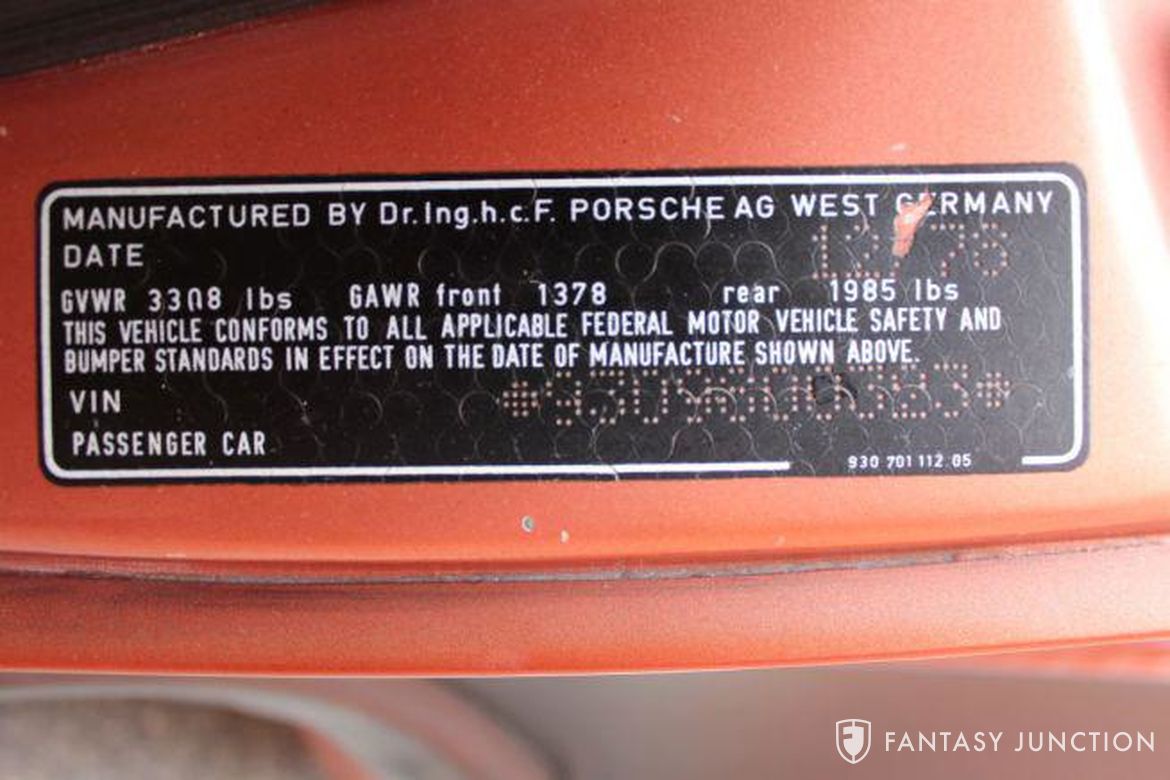 MANUFACTURED BY Dr.Ing.h.c.F. PORSCHE AG WEST GERMANY
DATE 12/75
GVWR 3308 lbs GAWR front 1378 rear 1985 lbs
THIS VEHICLE CONFORMS TO ALL APPLICABLE FEDERAL MOTOR VEHICLE SAFETY AND
BUMPER STANDARDS IN EFFECT ON THE DATE OF MANUFACTURE SHOWN ABOVE.
VIN
PASSENGER CAR
930 701 112 05
FANTASY JUNCTION